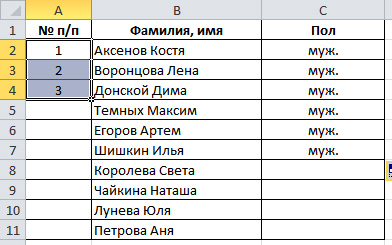 A B C
1 № п/п Фамилия, имя Пол
2 1 Аксенов Костя муж.
3 2 Воронцова Лена муж.
4 3 Донской Дима муж.
5 Темных Максим муж.
6 Егоров Артем муж.
7 Шишкин Илья муж.
8 Королева Света
9 Чайкина Наташа
10 Лунева Юля
11 Петрова Аня